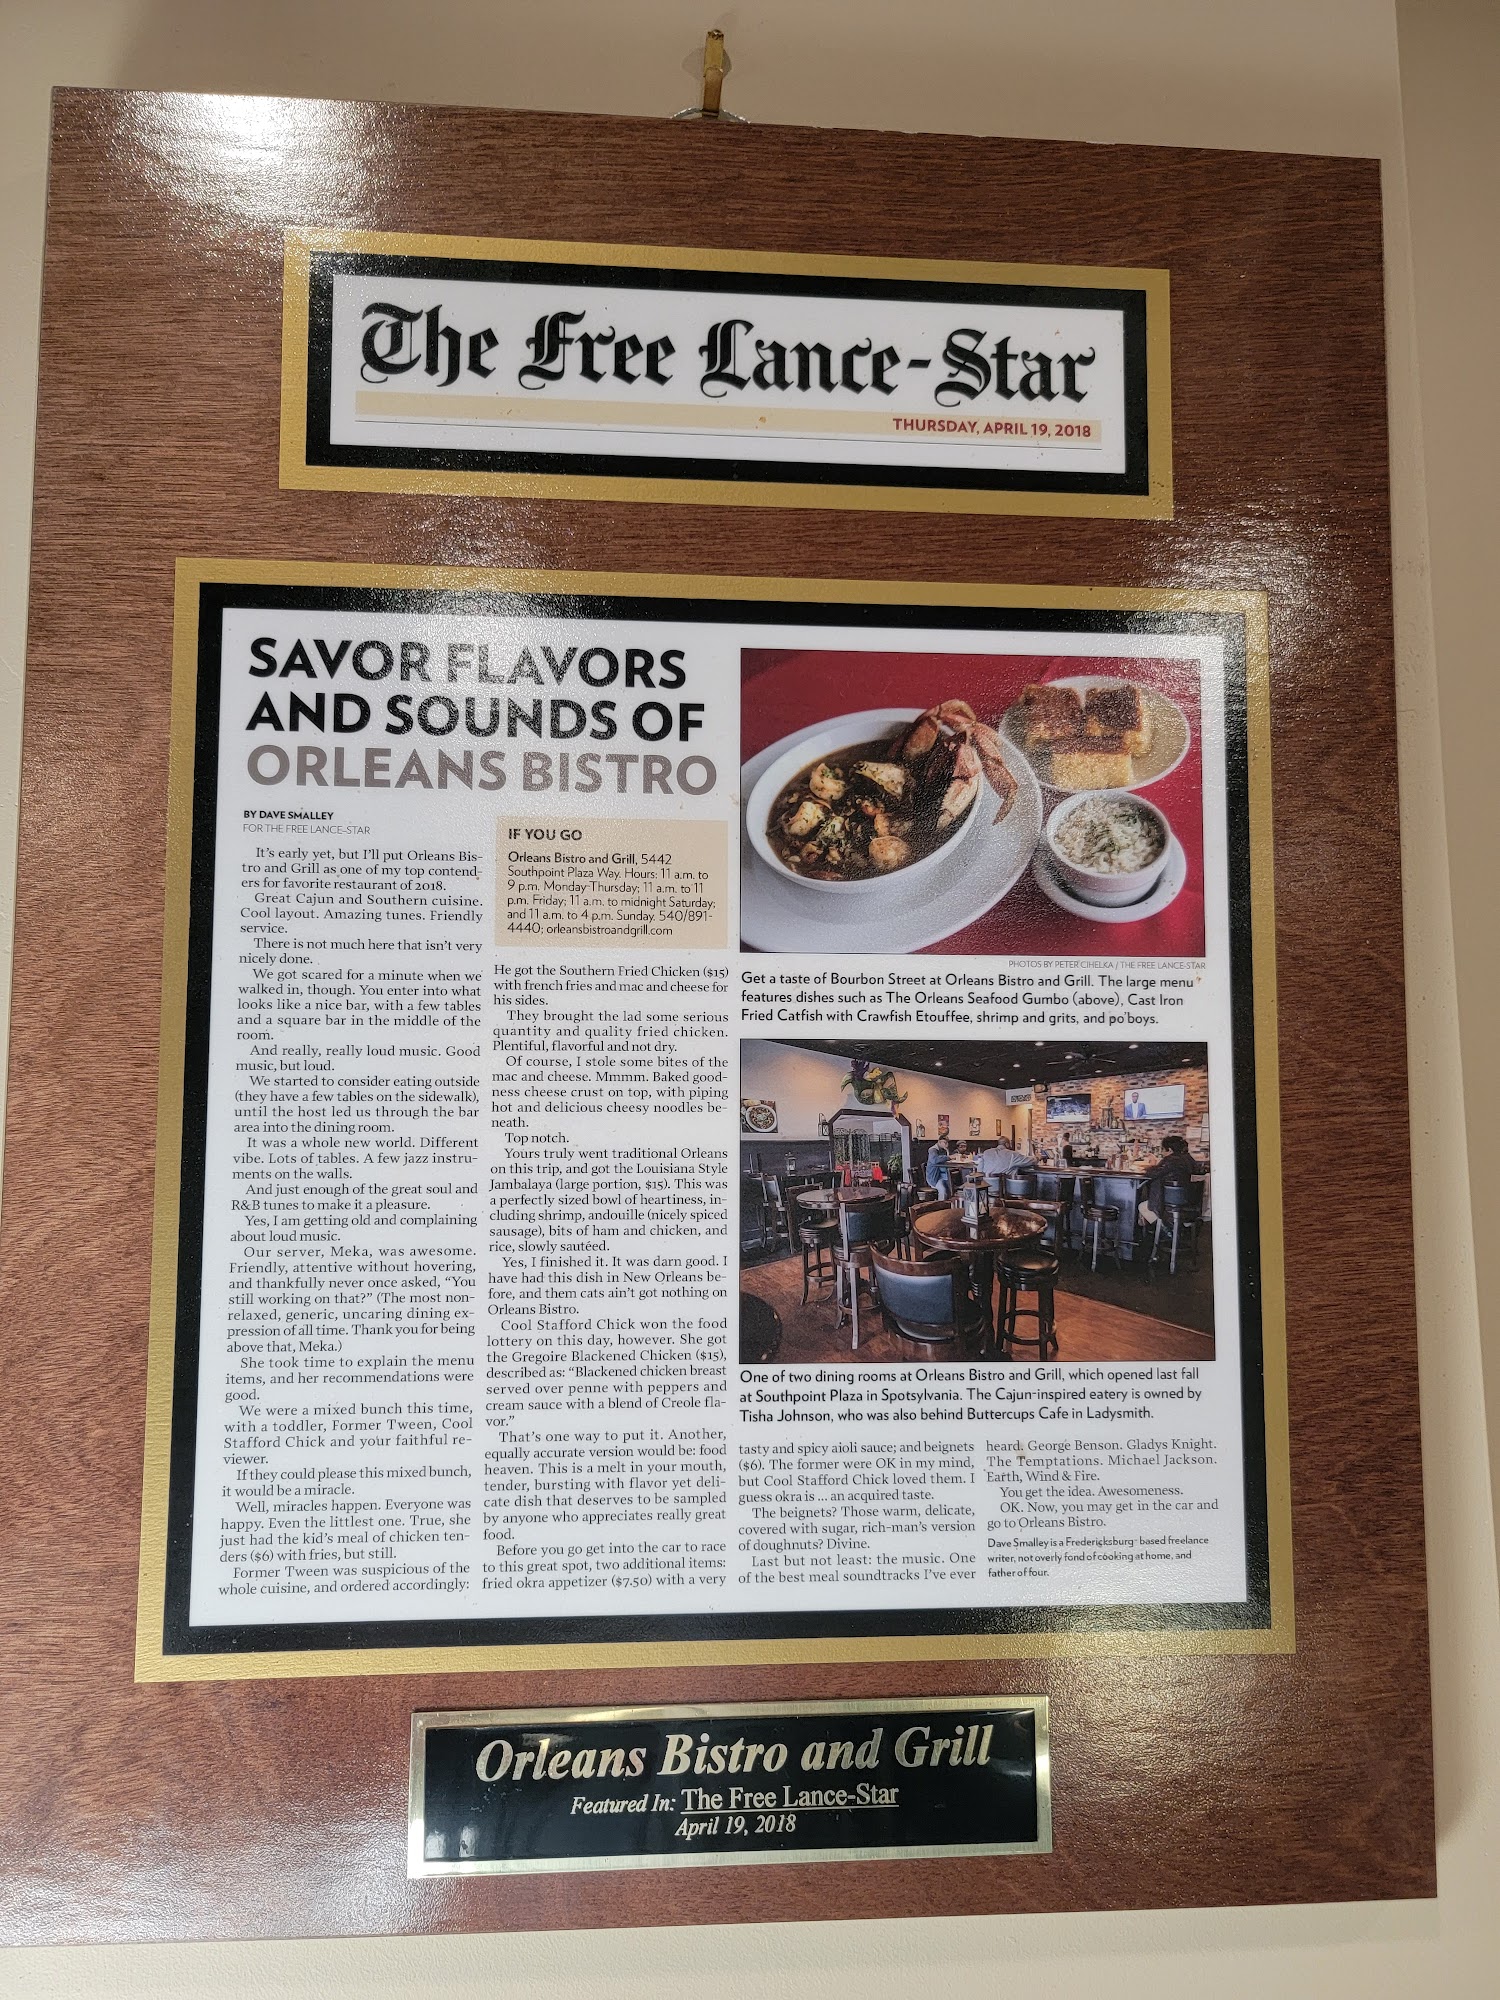 The Free Lance-Star
THURSDAY, APRIL 19, 2018
SAVOR FLAVORS
AND SOUNDS OF
ORLEANS BISTRO
BY DAVE SMALLEY
FOR THE FREE LANCE-STAR
It's early yet, but I'll put Orleans Bis-
tro and Grill as one of my top contend-
ers for favorite restaurant of 2018.
Great Cajun and Southern cuisine.
Cool layout. Amazing tunes. Friendly
service.
There is not much here that isn't very
nicely done.
We got scared for a minute when we
walked in, though. You enter into what
looks like a nice bar, with a few tables
and a square bar in the middle of the
room.
And really, really loud music. Good
music, but loud.
We started to consider eating outside
(they have a few tables on the sidewalk),
until the host led us through the bar
area into the dining room.
It was a whole new world. Different
vibe. Lots of tables. A few jazz instru-
ments on the walls.
And just enough of the great soul and
R&B tunes to make it a pleasure.
Yes, I am getting old and complaining
about loud music.
Our server, Meka, was awesome.
Friendly, attentive without hovering,
and thankfully never once asked, "You
still working on that?" (The most non-
relaxed, generic, uncaring dining ex-
pression of all time. Thank you for being
above that, Meka.)
She took time to explain the menu
items, and her recommendations were
good.
We were a mixed bunch this time,
with a toddler, Former Tween, Cool
Stafford Chick and your faithful re-
viewer.
If they could please this mixed bunch,
it would be a miracle.
Well, miracles happen. Everyone was
happy. Even the littlest one. True, she
just had the kid's meal of chicken ten-
ders ($6) with fries, but still.
Former Tween was suspicious of the
whole cuisine, and ordered accordingly:
IF YOU GO
Orleans Bistro and Grill, 5442
Southpoint Plaza Way. Hours: 11 a.m. to
9 p.m. Monday-Thursday; 11 a.m. to 11
p.m. Friday; 11 a.m. to midnight Saturday;
and 11 a.m. to 4 p.m. Sunday. 540/891-
4440; orleansbistroandgrill.com
He got the Southern Fried Chicken ($15)
with french fries and mac and cheese for
his sides.
They brought the lad some serious
quantity and quality fried chicken.
Plentiful, flavorful and not dry.
Of course, I stole some bites of the
mac and cheese. Mmmm. Baked good-
ness cheese crust on top, with piping
hot and delicious cheesy noodles be-
neath.
Top notch.
Yours truly went traditional Orleans
on this trip, and got the Louisiana Style
Jambalaya (large portion, $15). This was
a perfectly sized bowl of heartiness, in-
cluding shrimp, andouille (nicely spiced
sausage), bits of ham and chicken, and
rice, slowly sautéed.
Yes, I finished it. It was darn good. I
have had this dish in New Orleans be-
fore, and them cats ain't got nothing on
Orleans Bistro.
Cool Stafford Chick won the food
lottery on this day, however. She got
the Gregoire Blackened Chicken ($15),
described as: "Blackened chicken breast
served over penne with peppers and
cream sauce with a blend of Creole fla-
vor."
That's one way to put it. Another,
equally accurate version would be: food
heaven. This is a melt in your mouth,
tender, bursting with flavor yet deli-
cate dish that deserves to be sampled
by anyone who appreciates really great
food.
Before you go get into the car to race
to this great spot, two additional items:
fried okra appetizer ($7.50) with a very
PHOTOS BY PETER CIHELKA / THE FREE LANCE-STAR
Get a taste of Bourbon Street at Orleans Bistro and Grill. The large menu
features dishes such as The Orleans Seafood Gumbo (above), Cast Iron
Fried Catfish with Crawfish Etouffee, shrimp and grits, and po'boys.
One of two dining rooms at Orleans Bistro and Grill, which opened last fall
at Southpoint Plaza in Spotsylvania. The Cajun-inspired eatery is owned by
Tisha Johnson, who was also behind Buttercups Cafe in Ladysmith.
tasty and spicy aioli sauce; and beignets
($6). The former were OK in my mind,
but Cool Stafford Chick loved them. I
guess okra is ... an acquired taste.
The beignets? Those warm, delicate,
covered with sugar, rich-man's version
of doughnuts? Divine.
Last but not least: the music. One
of the best meal soundtracks I've ever
heard. George Benson. Gladys Knight.
The Temptations. Michael Jackson.
Earth, Wind & Fire.
You get the idea. Awesomeness.
OK. Now, you may get in the car and
go to Orleans Bistro.
Dave Smalley is a Fredericksburg-based freelance
writer, not overly fond of cooking at home, and
father of four.
Orleans Bistro and Grill
Featured In: The Free Lance-Star
April 19, 2018